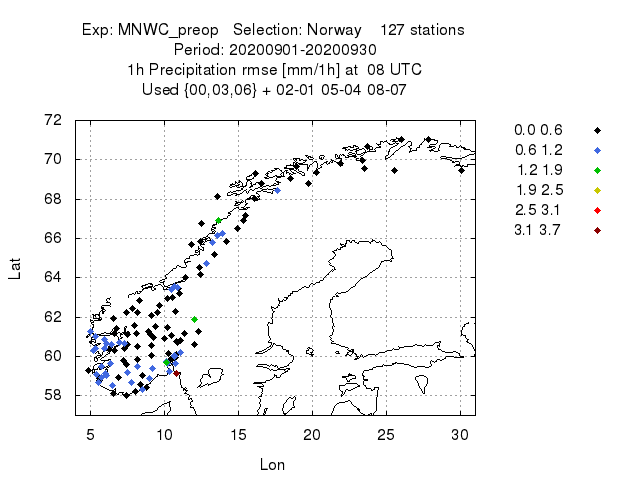 Exp: MNWC_preop   Selection: Norway    127 stations
Period: 20200901-20200930
1h Precipitation rmse [mm/1h] at  08 UTC
Used {00,03,06} + 02-01 05-04 08-07
72
70
68
66
64
62
60
58
Lat
5 10 15 20 25 30
Lon
0.0 0.6
0.6 1.2
1.2 1.9
1.9 2.5
2.5 3.1
3.1 3.7